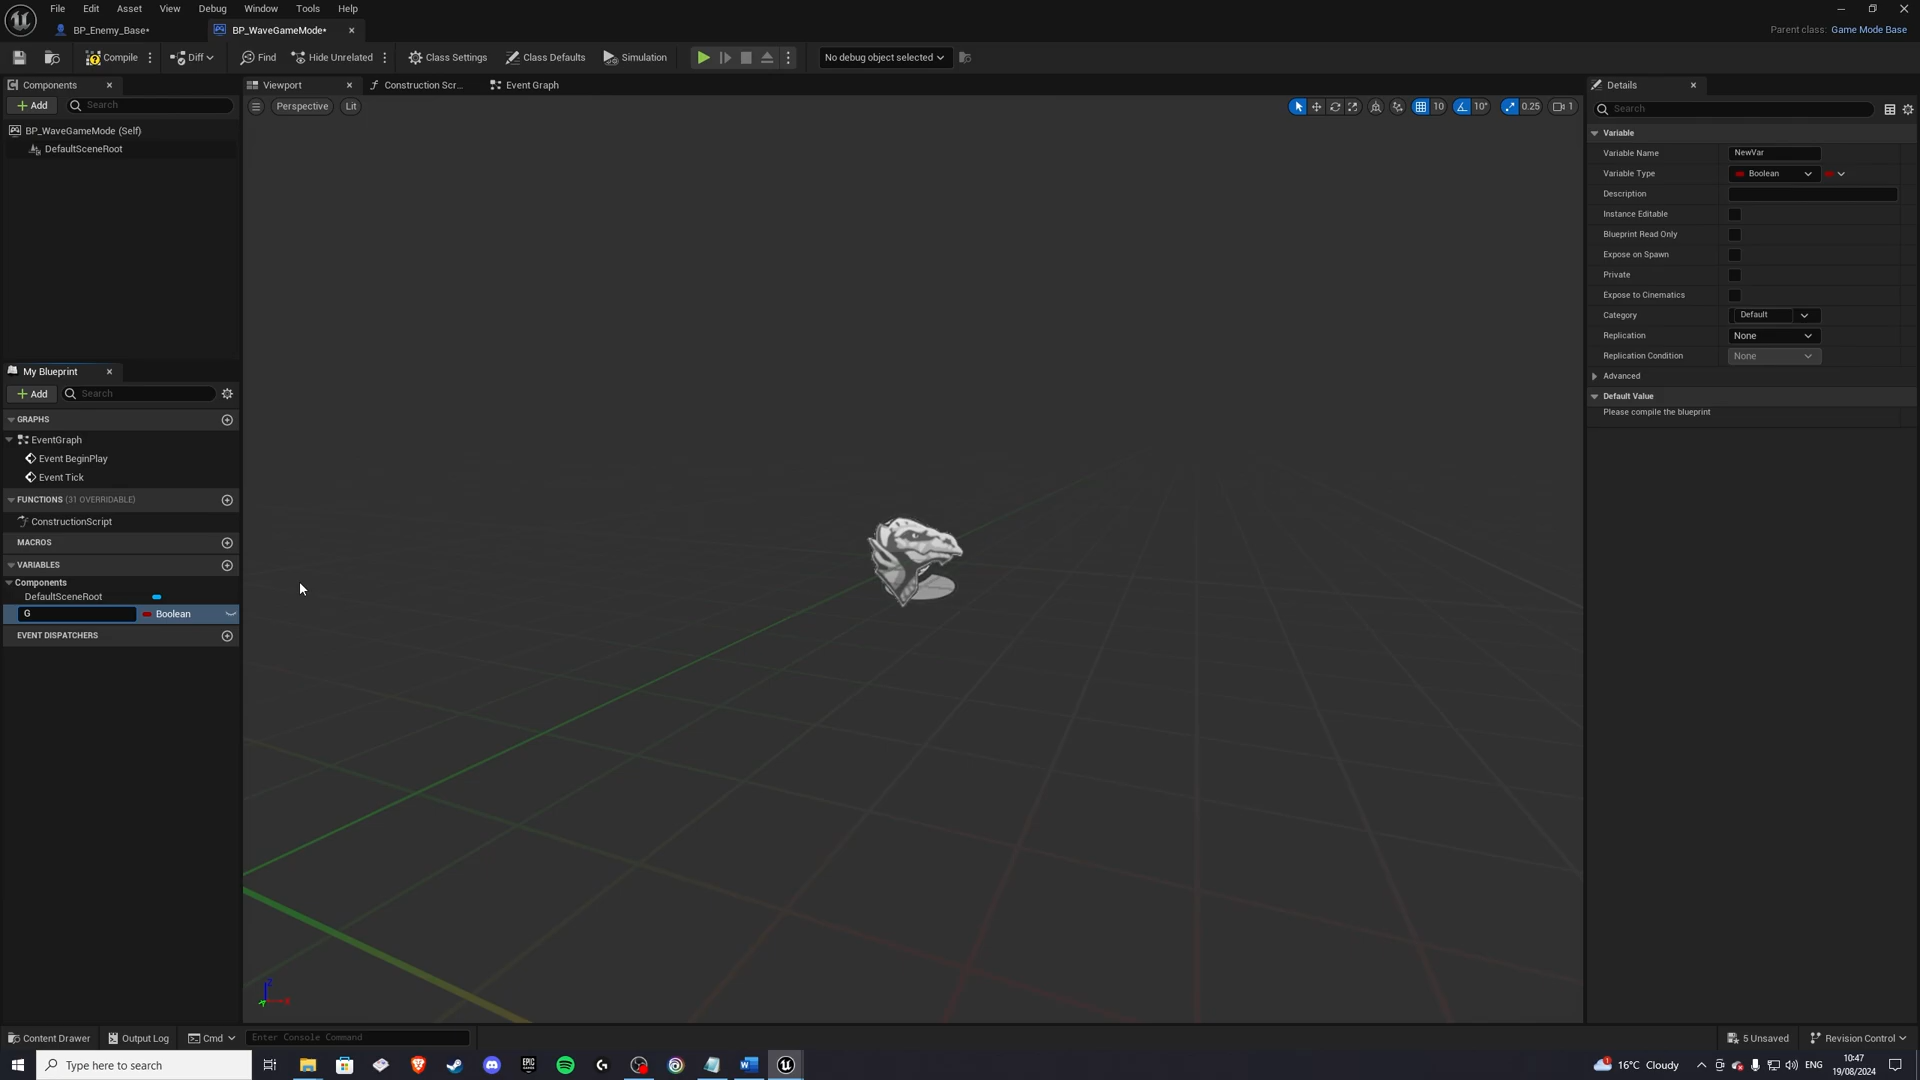 File Edit Asset View Debug Window Tools Help
BP_Enemy_Base* BP_WaveGameMode* Parent class: Game Mode Base
Compile Diff Find Hide Unrelated Class Settings Class Defaults Simulation No debug object selected
Components Viewport Construction Scr... Event Graph Details
Add Search Perspective Lit 10 10° 0.25 1 Search
BP_WaveGameMode (Self) Variable
DefaultSceneRoot Variable Name NewVar
Variable Type Boolean
Description
Instance Editable
Blueprint Read Only
Expose on Spawn
Private
Expose to Cinematics
Category Default
Replication None
Replication Condition None
Advanced
Default Value
Please compile the blueprint
My Blueprint
Add Search
GRAPHS
EventGraph
Event BeginPlay
Event Tick
FUNCTIONS (31 OVERRIDABLE)
ConstructionScript
MACROS
VARIABLES
Components
DefaultSceneRoot
G Boolean
EVENT DISPATCHERS
Z
Content Drawer Output Log Cmd Enter Console Command 5 Unsaved Revision Control
Type here to search 1 16°C Cloudy ENG 10:47
19/08/2024